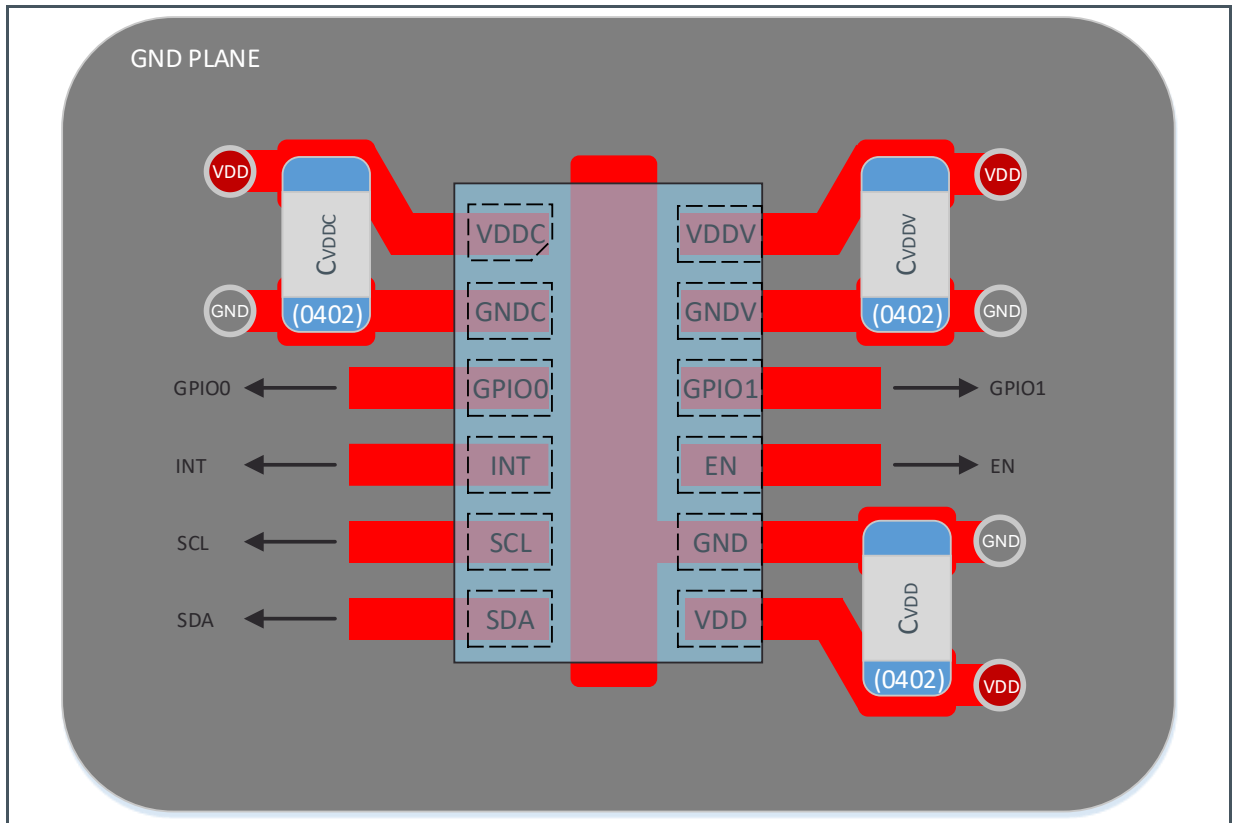 GND PLANE
VDD
CVDDC
(0402)
GND
VDDC
VDDV
CVDDV
(0402)
VDD
GND
GNDC
GNDV
GPIO0
GPIO0
GPIO1
GPIO1
INT
INT
EN
EN
SCL
SCL
GND
GND
SDA
SDA
VDD
CVDD
(0402)
VDD